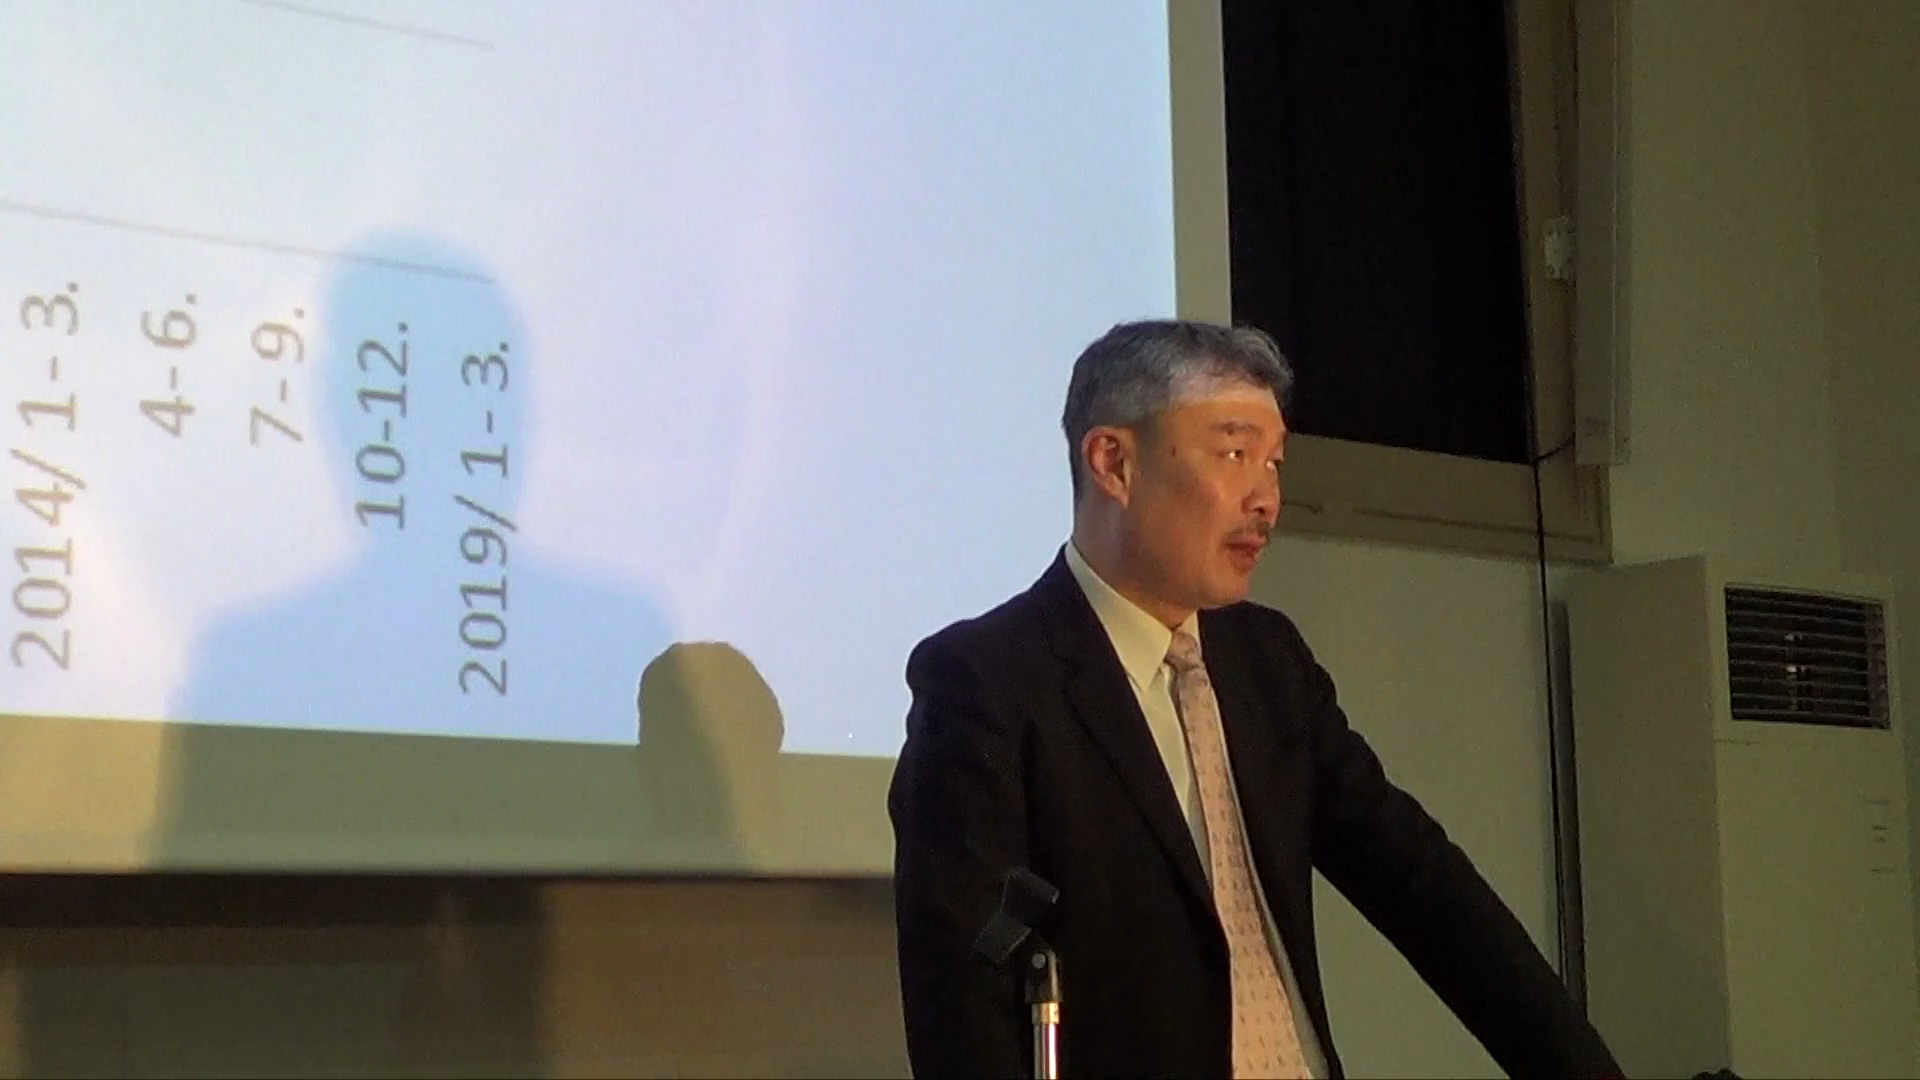 2014/ 1- 3.
4- 6.
7- 9.
10-12.
2019/ 1- 3.